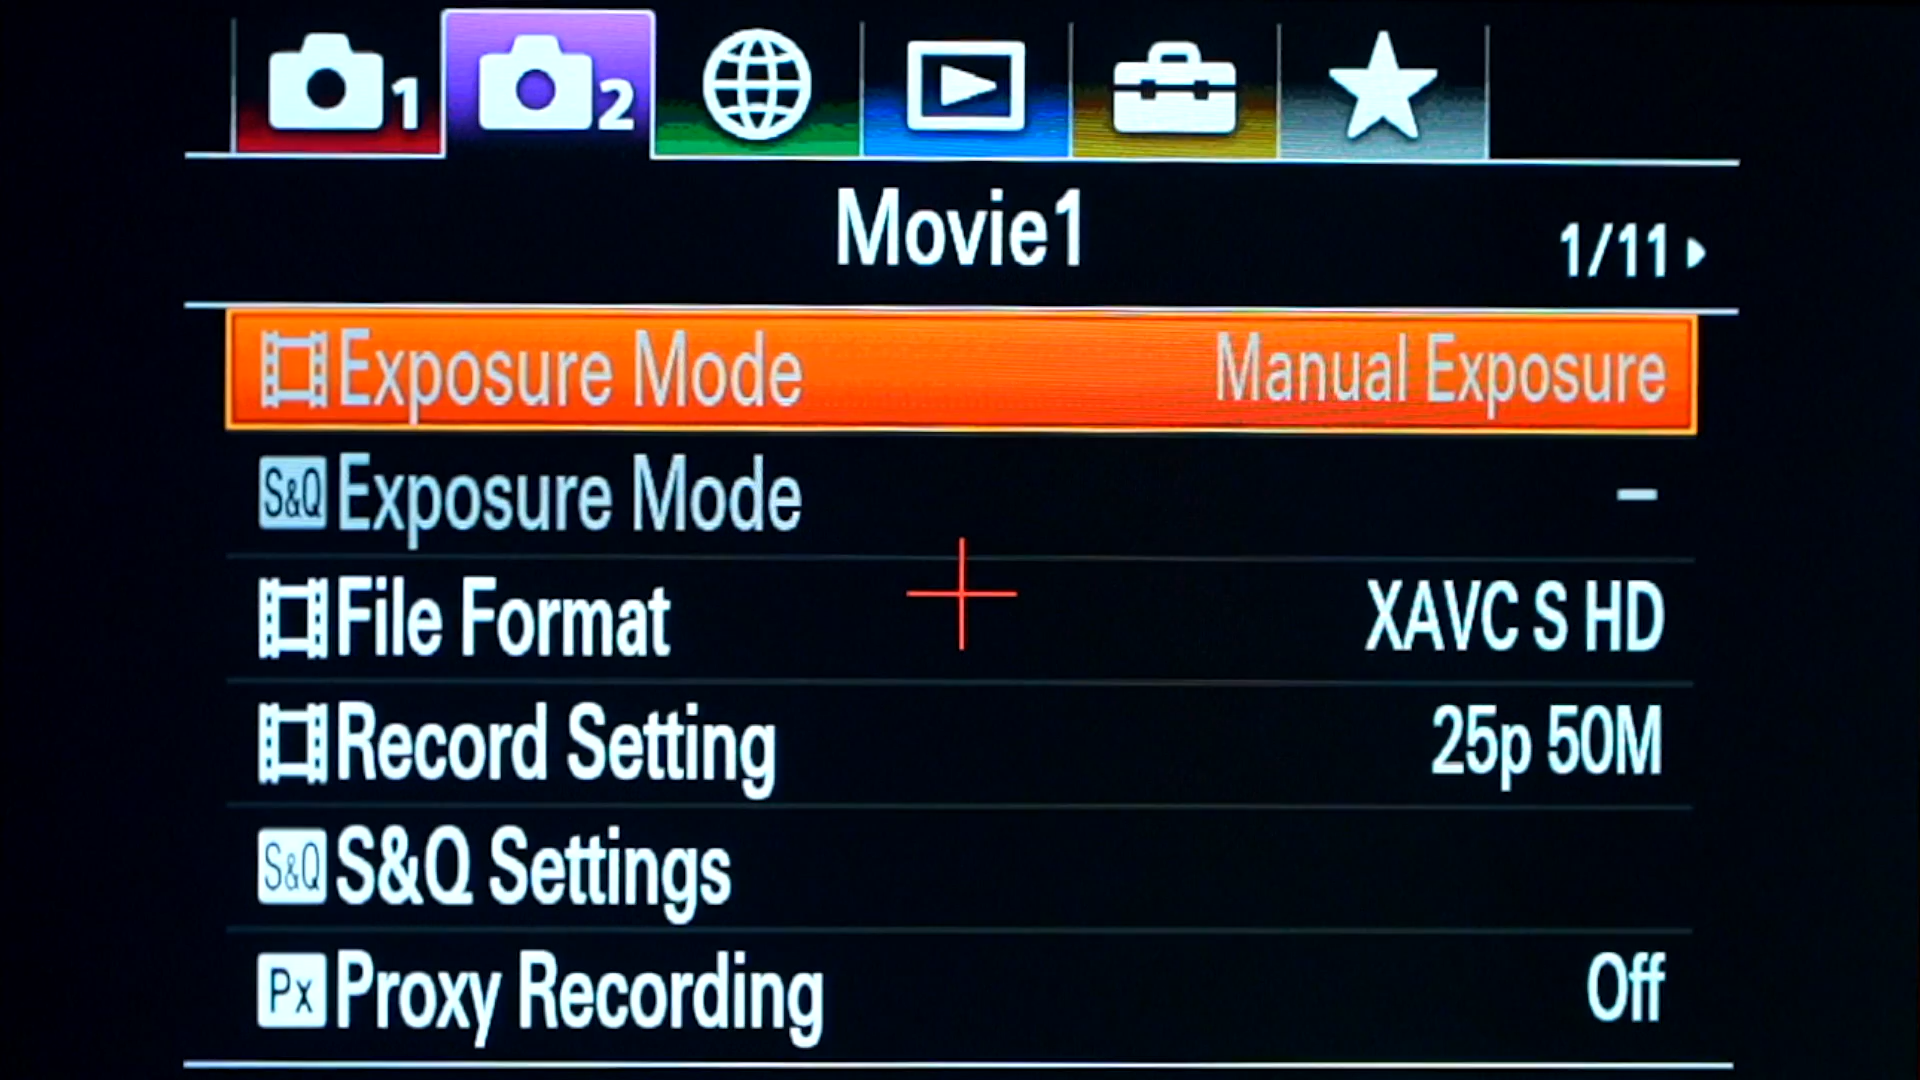 1 2
Movie1
1/11
Exposure Mode Manual Exposure
S&Q Exposure Mode –
File Format XAVC S HD
Record Setting 25p 50M
S&Q S&Q Settings
Px Proxy Recording Off